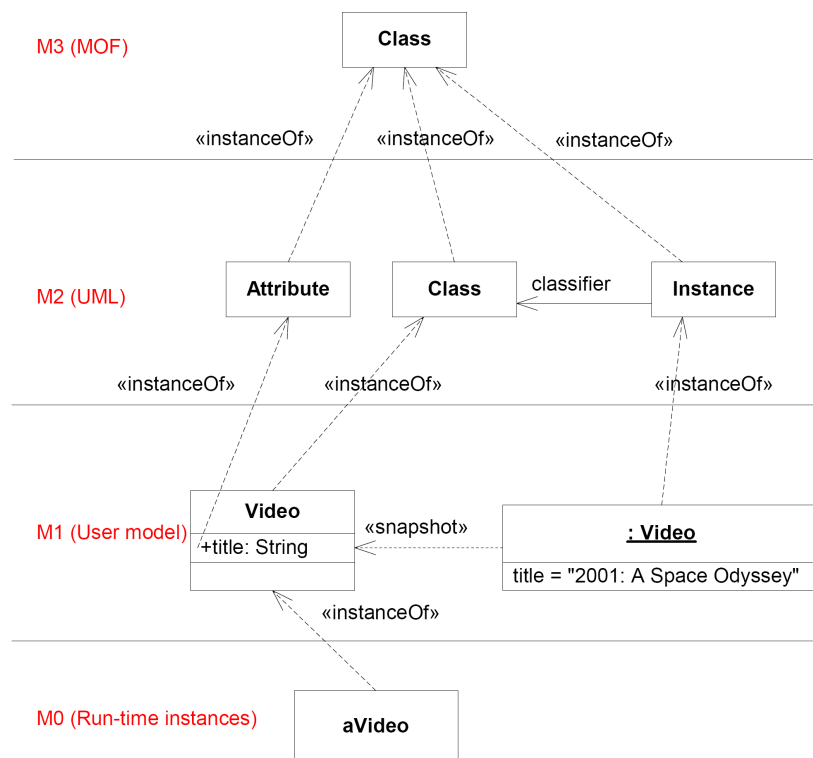 Class
M3 (MOF)
«instanceOf»
«instanceOf»
«instanceOf»
Attribute
Class
classifier
Instance
M2 (UML)
«instanceOf»
«instanceOf»
«instanceOf»
Video
«snapshot»
: Video
M1 (User model)
+title: String
title = "2001: A Space Odyssey"
«instanceOf»
M0 (Run-time instances)
aVideo